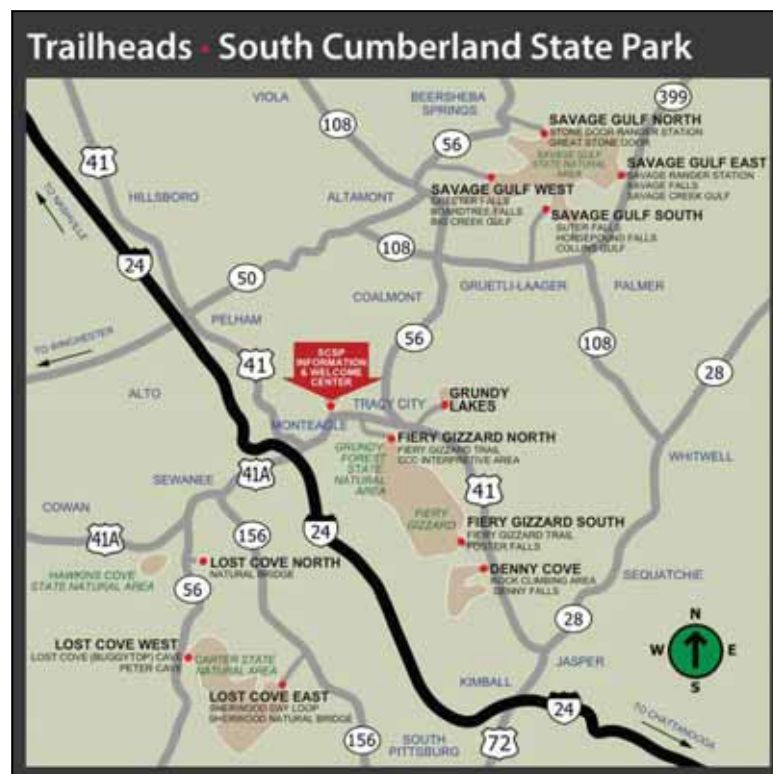 Trailheads · South Cumberland State Park
VIOLA
BEERSHEBA
SPRINGS
399
108
56
SAVAGE GULF NORTH
STONE DOOR RANGER STATION
GREAT STONE DOOR
41
SAVAGE GULF
STATE NATURAL
AREA
SAVAGE GULF EAST
SAVAGE RANGER STATION
SAVAGE FALLS
SAVAGE CREEK GULF
HILLSBORO
ALTAMONT
SAVAGE GULF WEST
GREETER FALLS
BOARDTREE FALLS
BIG CREEK GULF
SAVAGE GULF SOUTH
SUTER FALLS
HORSEPOUND FALLS
COLLINS GULF
TO NASHVILLE
24
108
50
COALMONT
GRUETLI-LAAGER
PALMER
PELHAM
TO WINCHESTER
56
108
28
41
SCSP
INFORMATION
& WELCOME
CENTER
ALTO
TRACY CITY
GRUNDY
LAKES
MONTEAGLE
FIERY GIZZARD NORTH
FIERY GIZZARD TRAIL
CCC INTERPRETIVE AREA
GRUNDY
FOREST
STATE
NATURAL
AREA
WHITWELL
SEWANEE
41A
41
COWAN
FIERY
GIZZARD
FIERY GIZZARD SOUTH
FIERY GIZZARD TRAIL
FOSTER FALLS
41A
156
24
LOST COVE NORTH
NATURAL BRIDGE
DENNY COVE
ROCK CLIMBING AREA
DENNY FALLS
SEQUATCHIE
HAWKINS COVE
STATE NATURAL AREA
56
28
N
W E
S
LOST COVE WEST
LOST COVE (BUGGYTOP) CAVE
PETER CAVE
CARTER STATE
NATURAL AREA
JASPER
KIMBALL
LOST COVE EAST
SHERWOOD DAY LOOP
SHERWOOD NATURAL BRIDGE
24
TO CHATTANOOGA
156
SOUTH
PITTSBURG
72